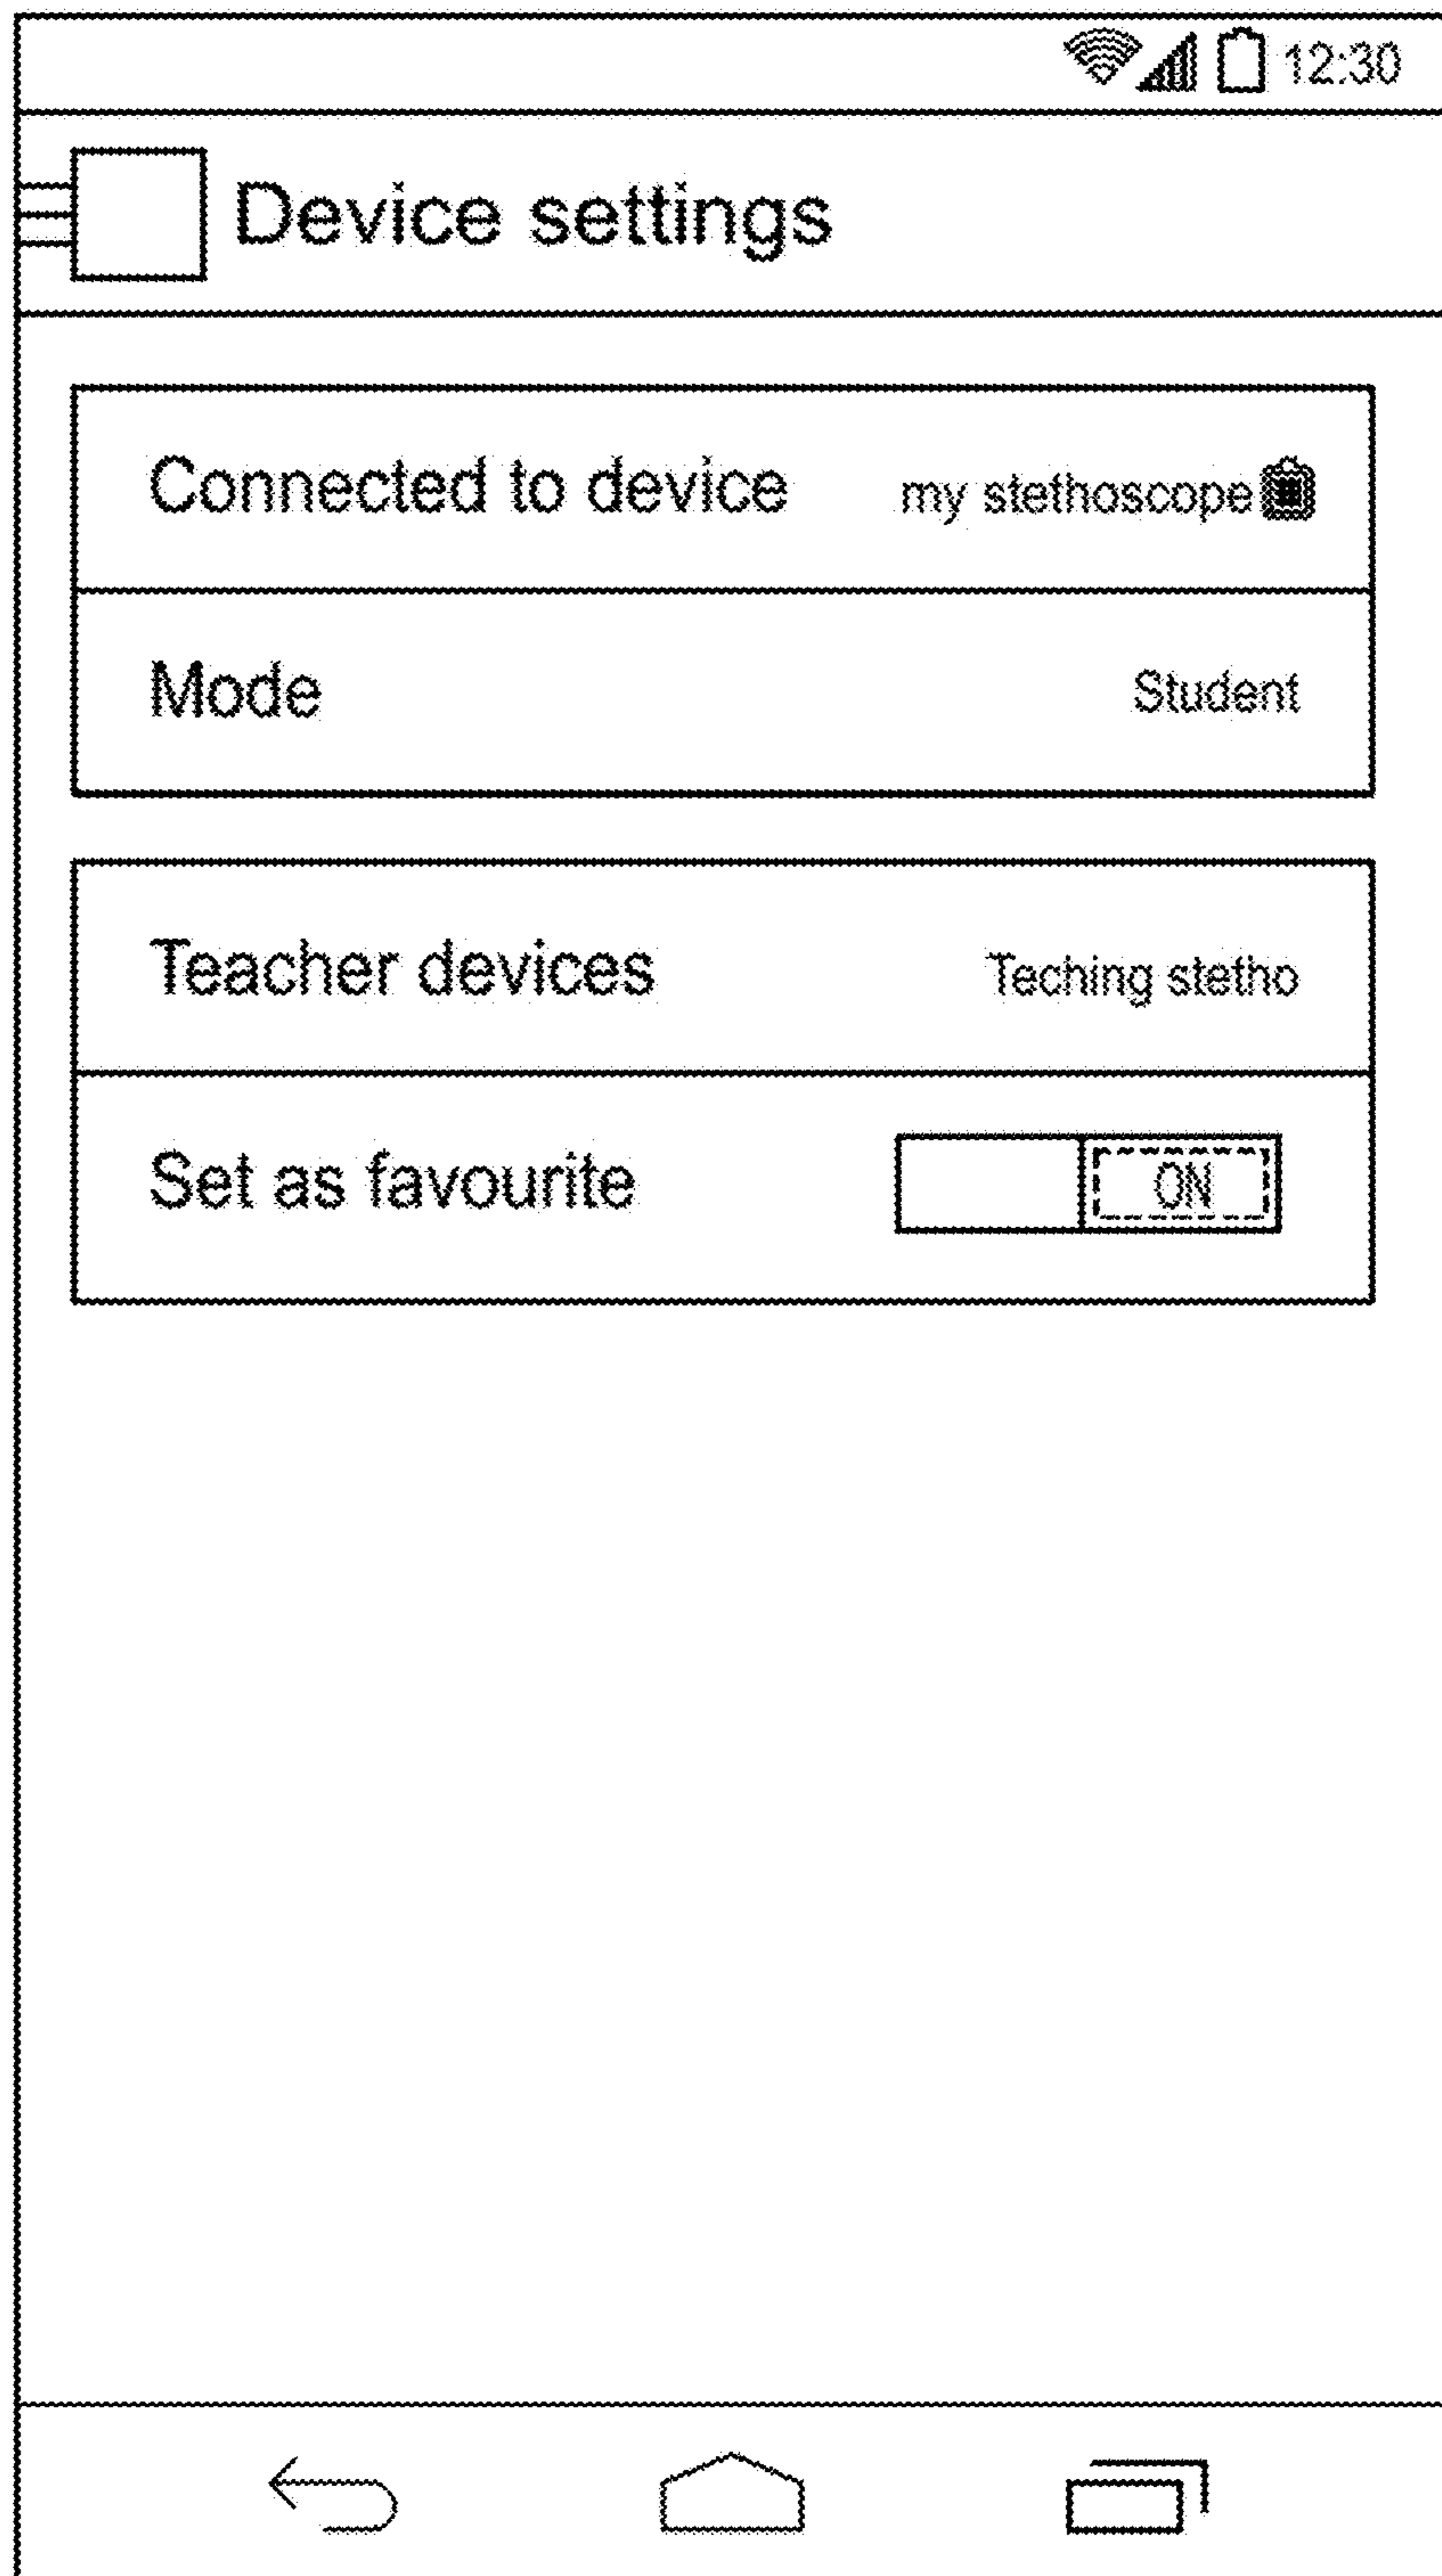 12:30
Device settings
Connected to device my stethoscope
Mode Student
Teacher devices Teching stetho
Set as favourite ON